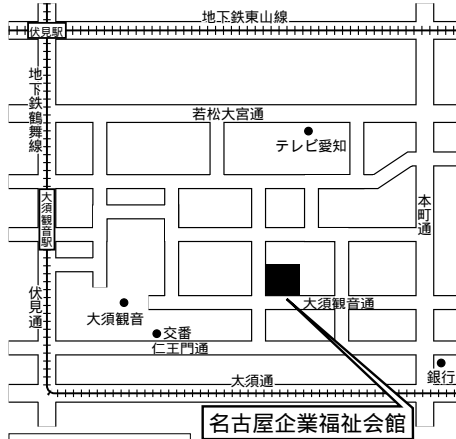 地下鉄東山線
伏見駅
地下鉄鶴舞線
若松大宮通
テレビ愛知
本町通
大須観音駅
伏見通
大須観音
大須観音通
交番
仁王門通
大須通
銀行
名古屋企業福祉会館